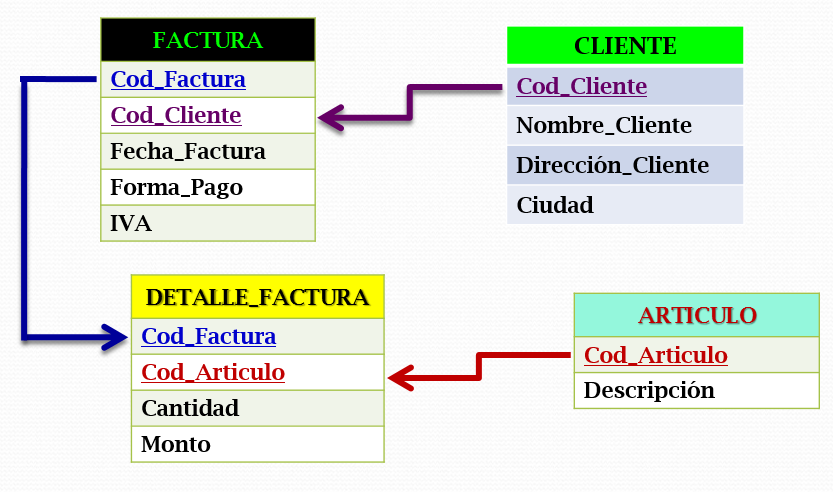 FACTURA
Cod_Factura
Cod_Cliente
Fecha_Factura
Forma_Pago
IVA
CLIENTE
Cod_Cliente
Nombre_Cliente
Dirección_Cliente
Ciudad
DETALLE_FACTURA
Cod_Factura
Cod_Articulo
Cantidad
Monto
ARTICULO
Cod_Articulo
Descripción